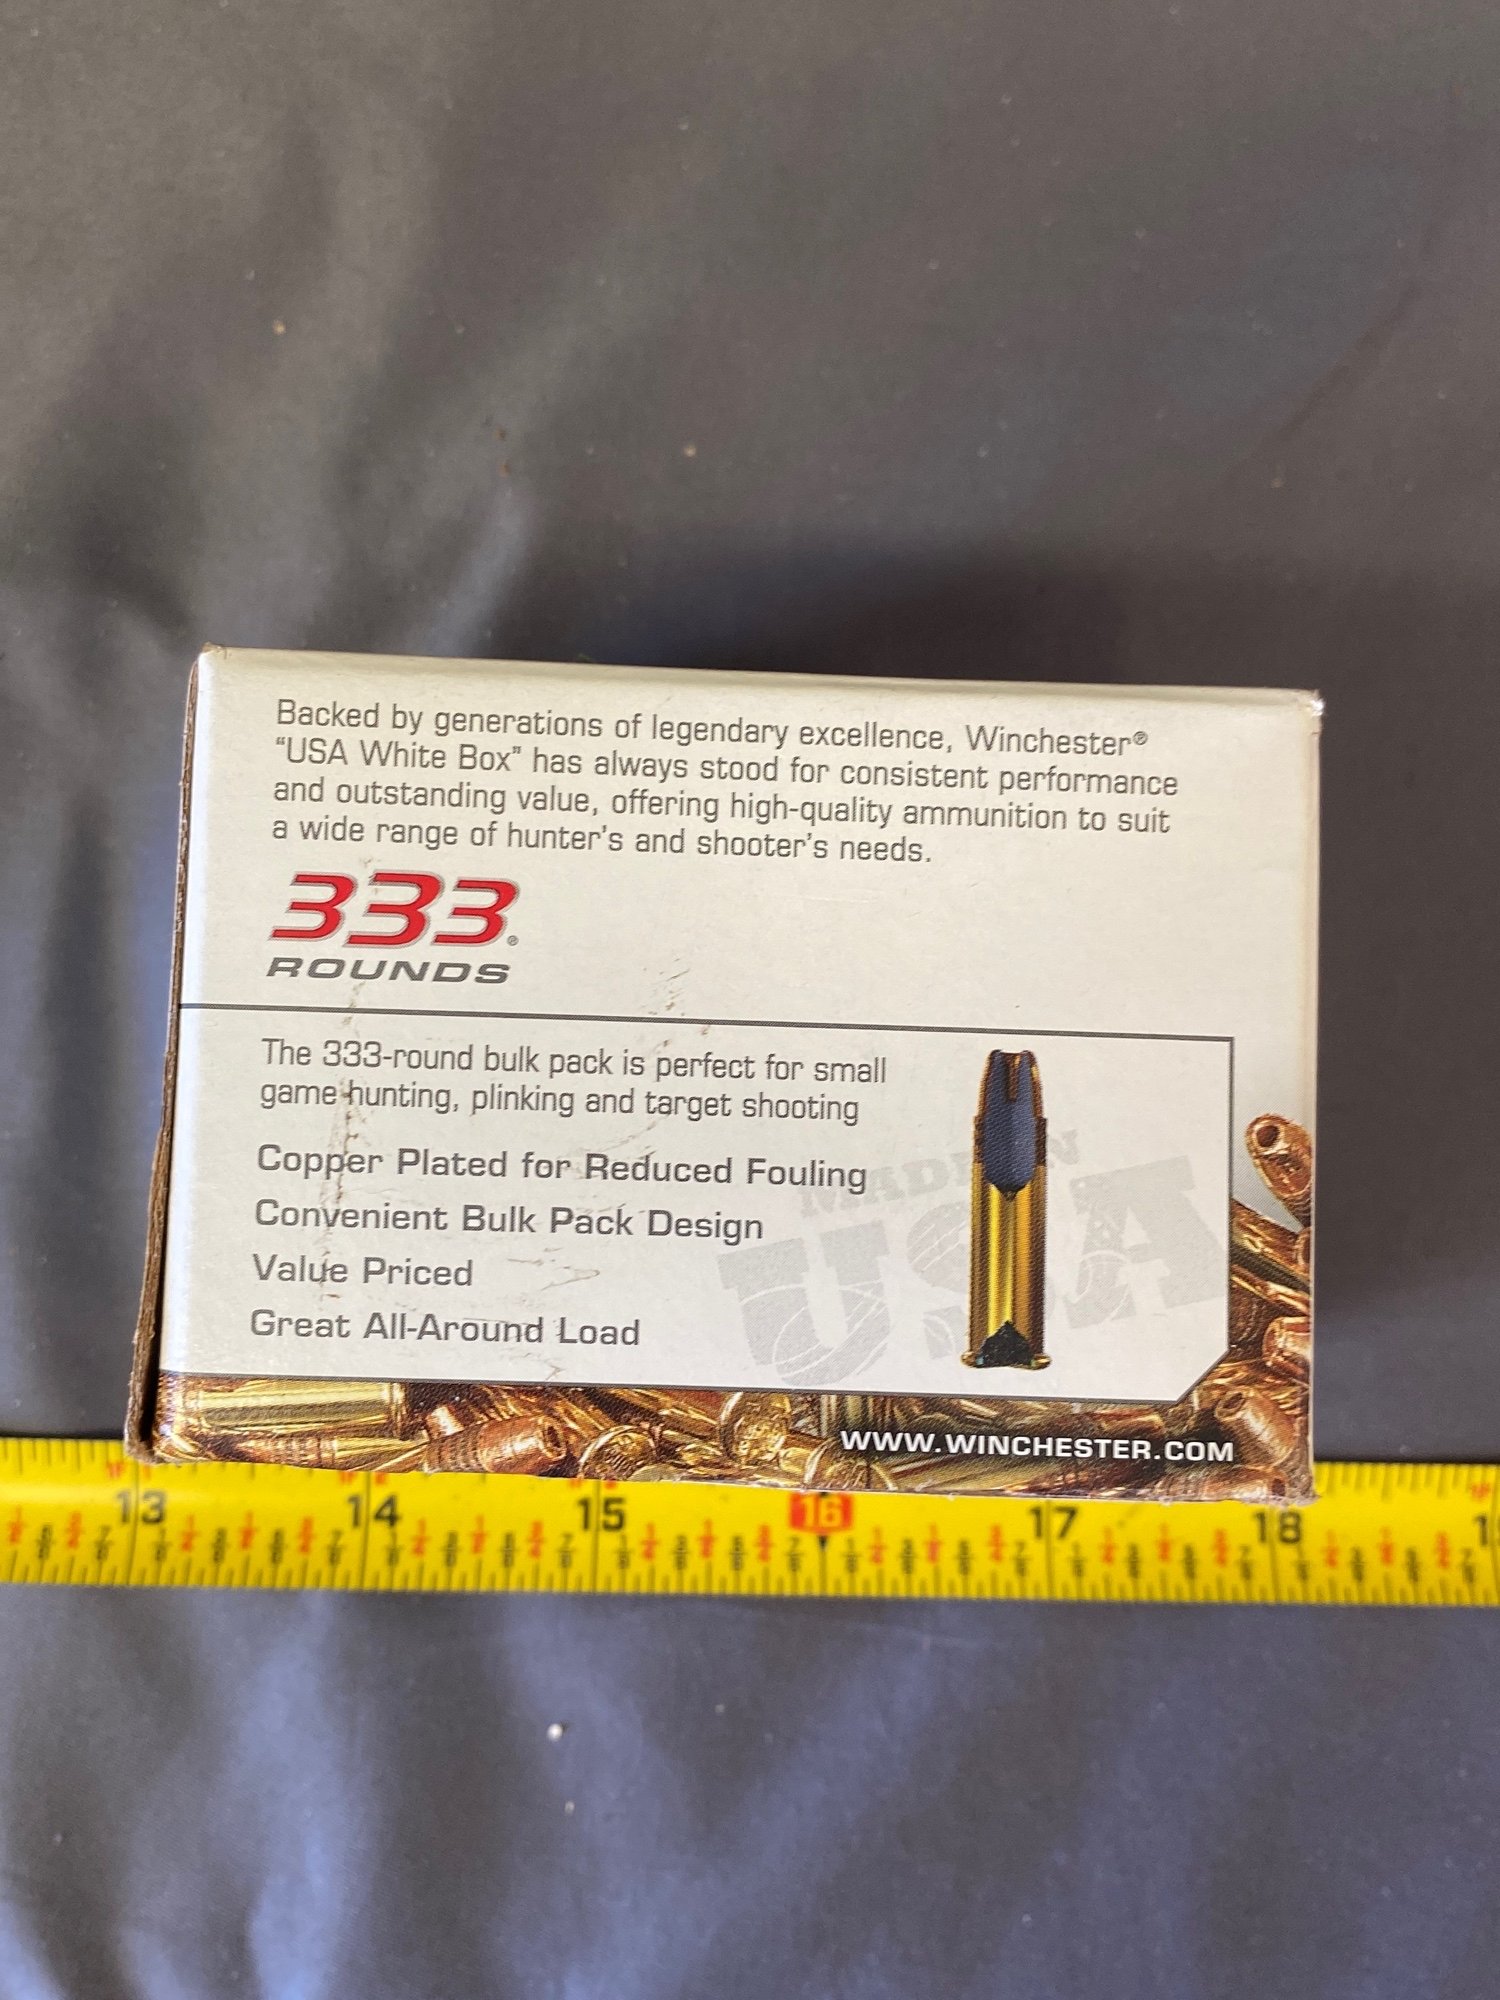 Backed by generations of legendary excellence, Winchester®
"USA White Box" has always stood for consistent performance
and outstanding value, offering high-quality ammunition to suit
a wide range of hunter's and shooter's needs.
333®
ROUNDS
The 333-round bulk pack is perfect for small
game hunting, plinking and target shooting
Copper Plated for Reduced Fouling
Convenient Bulk Pack Design
Value Priced
Great All-Around Load
MADE IN
USA
WWW.WINCHESTER.COM
13 14 15 16 17 18